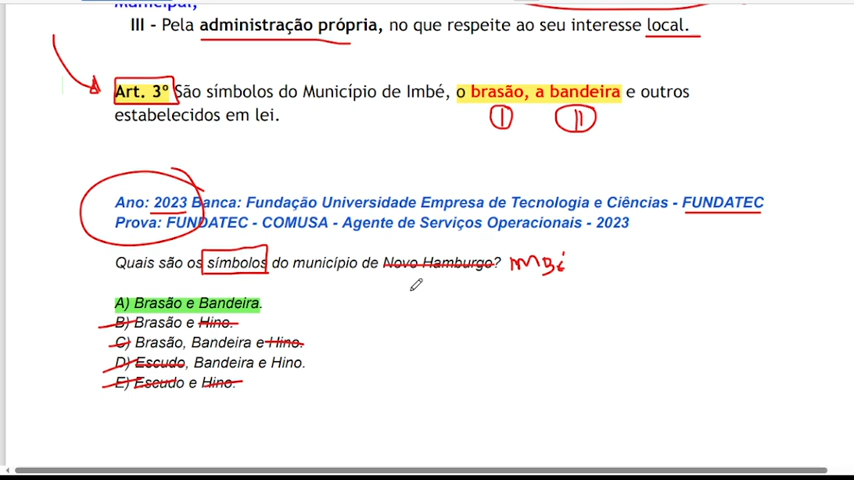 Municipal,
III - Pela administração própria, no que respeite ao seu interesse local.
Art. 3º São símbolos do Município de Imbé, o brasão, a bandeira e outros
estabelecidos em lei.
I II
Ano: 2023 Banca: Fundação Universidade Empresa de Tecnologia e Ciências - FUNDATEC
Prova: FUNDATEC - COMUSA - Agente de Serviços Operacionais - 2023
Quais são os símbolos do município de Novo Hamburgo? IMBÉ
A) Brasão e Bandeira.
B) Brasão e Hino.
C) Brasão, Bandeira e Hino.
D) Escudo, Bandeira e Hino.
E) Escudo e Hino.